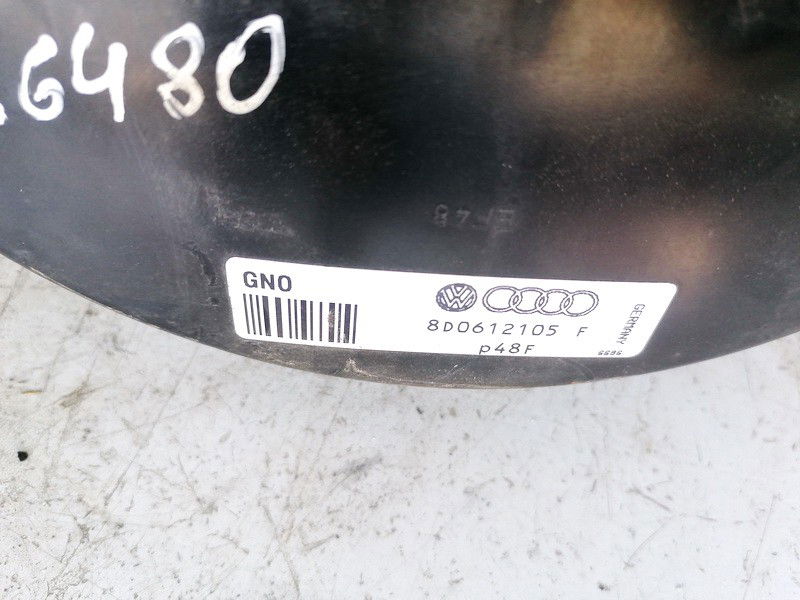 6480
GNO
8D0612105 F
p48F
GERMANY